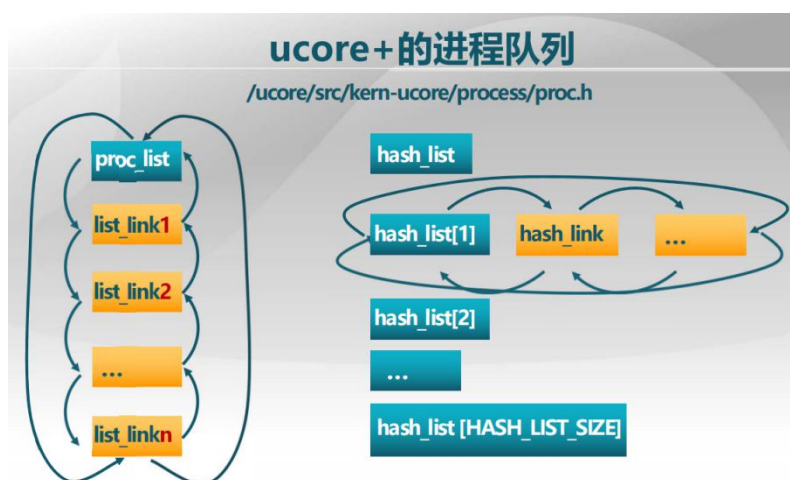 ucore+的进程队列
/ucore/src/kern-ucore/process/proc.h
proc_list
list_link1
list_link2
...
list_linkn
hash_list
hash_list[1]
hash_link
...
hash_list[2]
...
hash_list [HASH_LIST_SIZE]